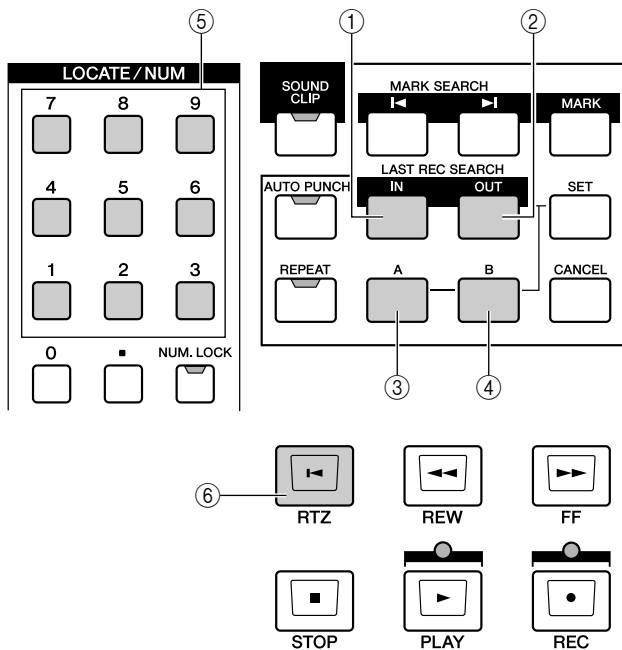 ⑤ ① ②
LOCATE/NUM
7 8 9
4 5 6
1 2 3
0 ■ NUM. LOCK
SOUND CLIP
MARK SEARCH
MARK
LAST REC SEARCH
AUTO PUNCH IN OUT SET
REPEAT A B CANCEL
③ ④
⑥
RTZ REW FF
STOP PLAY REC